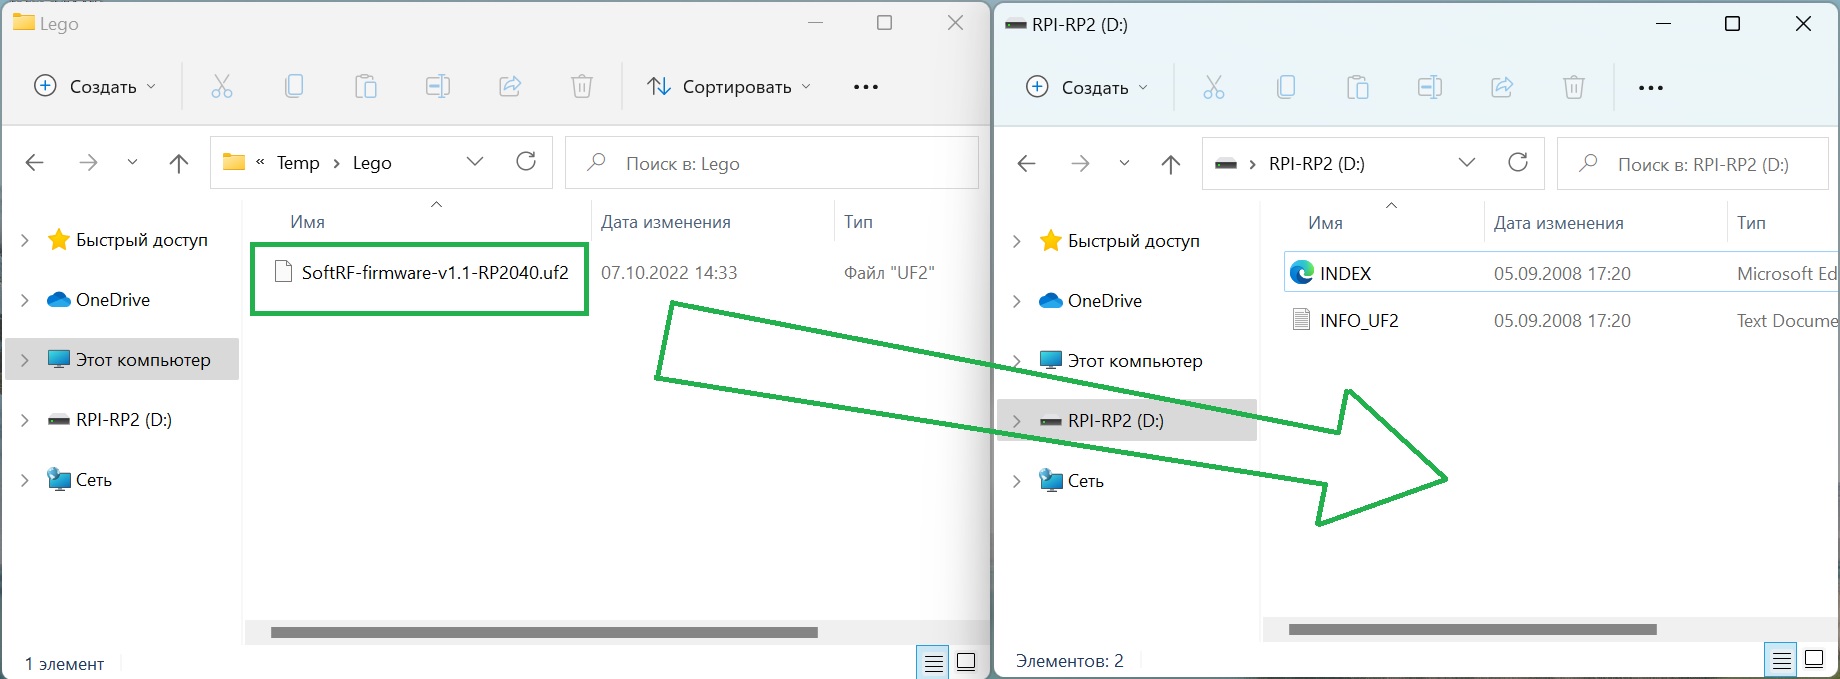 Lego
Создать
Сортировать
« Temp › Lego
Поиск в: Lego
Имя
Дата изменения
Тип
Быстрый доступ
OneDrive
Этот компьютер
RPI-RP2 (D:)
Сеть
SoftRF-firmware-v1.1-RP2040.uf2
07.10.2022 14:33
Файл "UF2"
1 элемент
RPI-RP2 (D:)
Создать
› RPI-RP2 (D:)
Поиск в: RPI-RP2 (D:)
Имя
Дата изменения
Тип
Быстрый доступ
OneDrive
Этот компьютер
RPI-RP2 (D:)
Сеть
INDEX
05.09.2008 17:20
Microsoft Ed
INFO_UF2
05.09.2008 17:20
Text Docume
Элементов: 2